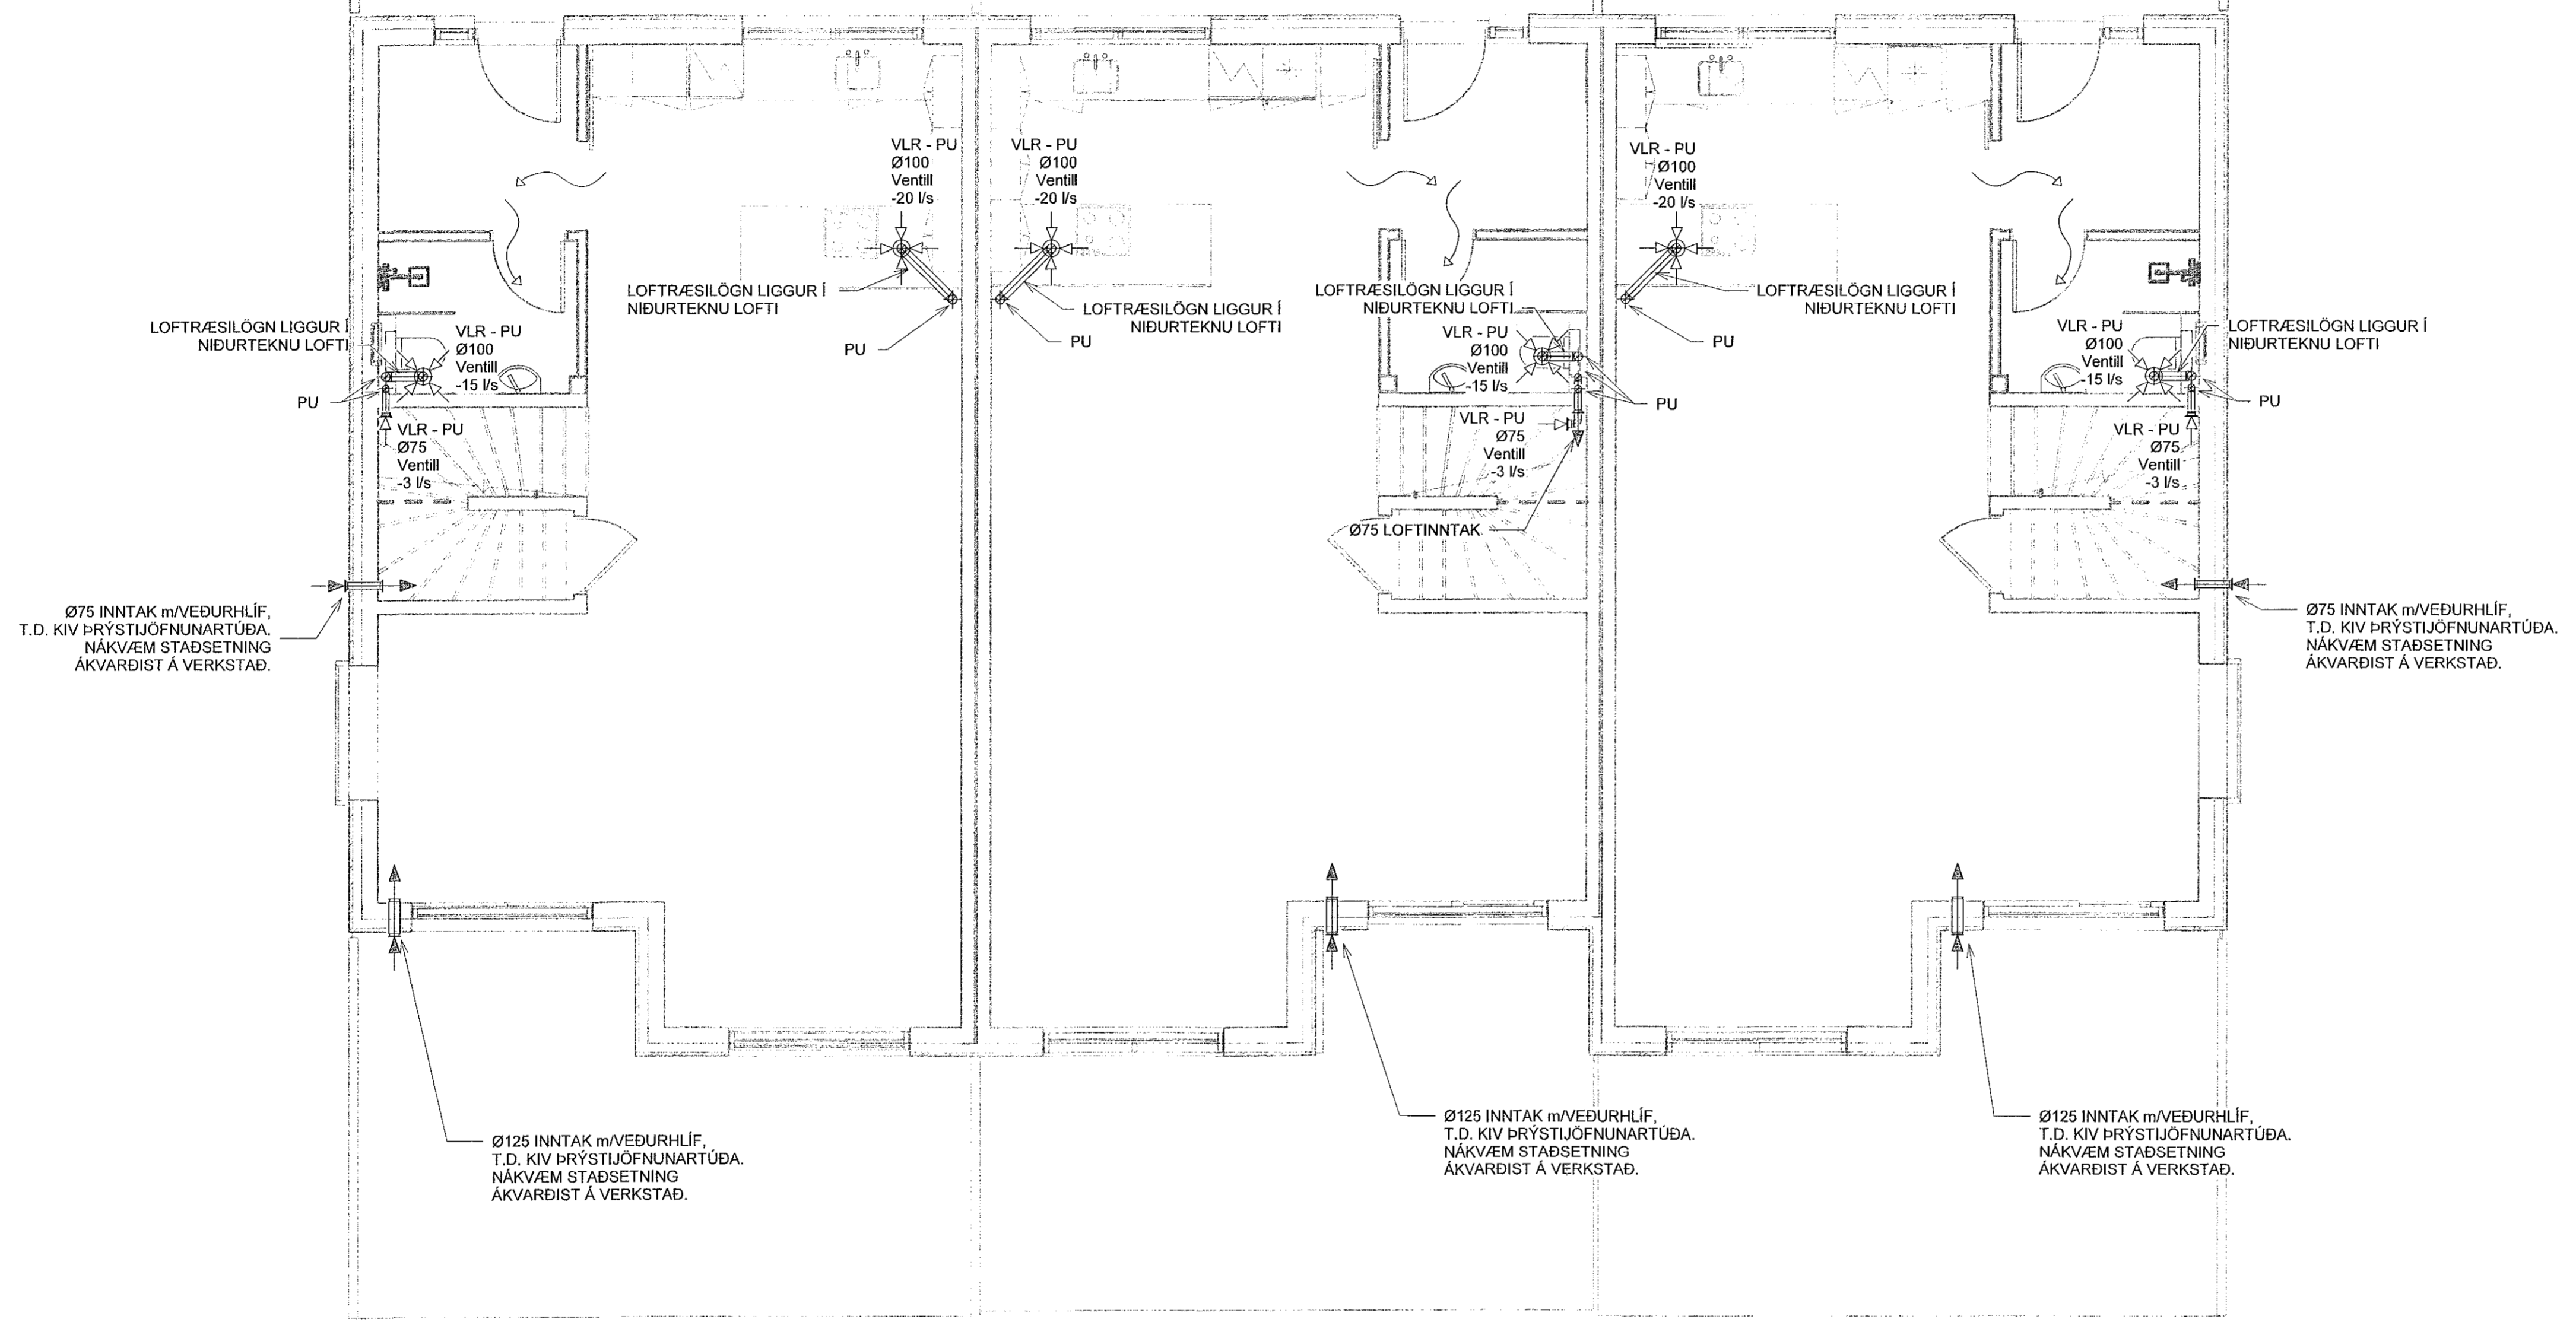 VLR - PU
Ø100
Ventill
-20 l/s
VLR - PU
Ø100
Ventill
-20 l/s
VLR - PU
Ø100
Ventill
-20 l/s
LOFTRÆSILÖGN LIGGUR Í
NIÐURTEKNU LOFTI
LOFTRÆSILÖGN LIGGUR Í
NIÐURTEKNU LOFTI
PU
LOFTRÆSILÖGN LIGGUR Í
NIÐURTEKNU LOFTI
PU
LOFTRÆSILÖGN LIGGUR Í
NIÐURTEKNU LOFTI
LOFTRÆSILÖGN LIGGUR Í
NIÐURTEKNU LOFTI
PU
LOFTRÆSILÖGN LIGGUR Í
NIÐURTEKNU LOFTI
VLR - PU
Ø100
Ventill
-15 l/s
PU
VLR - PU
Ø75
Ventill
-3 l/s
VLR - PU
Ø100
Ventill
-15 l/s
PU
VLR - PU
Ø75
Ventill
-3 l/s
Ø75 LOFTINNTAK
VLR - PU
Ø100
Ventill
-15 l/s
PU
VLR - PU
Ø75
Ventill
-3 l/s
Ø75 INNTAK m/VEÐURHLÍF,
T.D. KIV ÞRÝSTIJÖFNUNARTÚÐA.
NÁKVÆM STAÐSETNING
ÁKVARÐIST Á VERKSTAÐ.
Ø75 INNTAK m/VEÐURHLÍF,
T.D. KIV ÞRÝSTIJÖFNUNARTÚÐA.
NÁKVÆM STAÐSETNING
ÁKVARÐIST Á VERKSTAÐ.
Ø125 INNTAK m/VEÐURHLÍF,
T.D. KIV ÞRÝSTIJÖFNUNARTÚÐA.
NÁKVÆM STAÐSETNING
ÁKVARÐIST Á VERKSTAÐ.
Ø125 INNTAK m/VEÐURHLÍF,
T.D. KIV ÞRÝSTIJÖFNUNARTÚÐA.
NÁKVÆM STAÐSETNING
ÁKVARÐIST Á VERKSTAÐ.
Ø125 INNTAK m/VEÐURHLÍF,
T.D. KIV ÞRÝSTIJÖFNUNARTÚÐA.
NÁKVÆM STAÐSETNING
ÁKVARÐIST Á VERKSTAÐ.